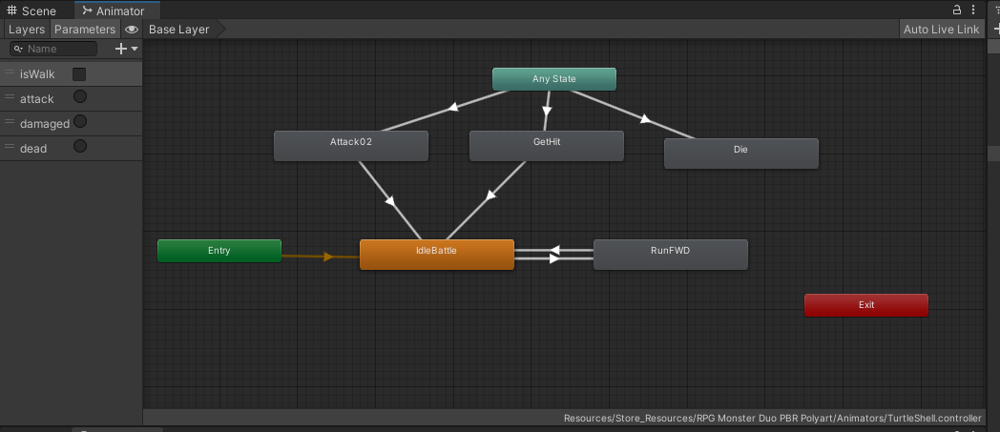 Scene
Animator
Layers
Parameters
Base Layer
Auto Live Link
Name
isWalk
attack
damaged
dead
Any State
Attack02
GetHit
Die
Entry
IdleBattle
RunFWD
Exit
Resources/Store_Resources/RPG Monster Duo PBR Polyart/Animators/TurtleShell.controller